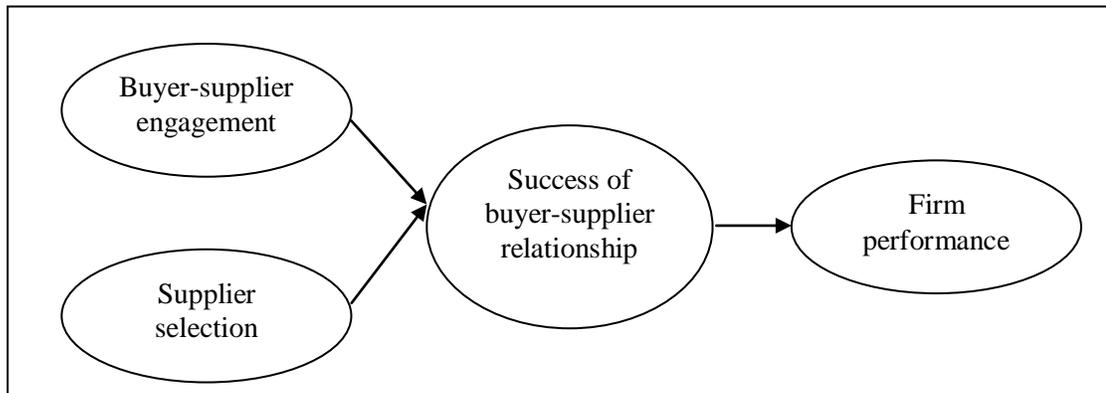 Buyer-supplier
engagement
Success of
buyer-supplier
relationship
Firm
performance
Supplier
selection